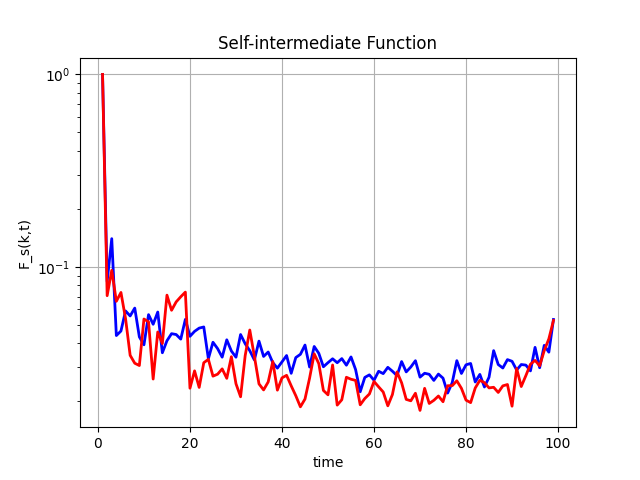 Self-intermediate Function
F_s(k,t)
10⁰
10⁻¹
0 20 40 60 80 100
time